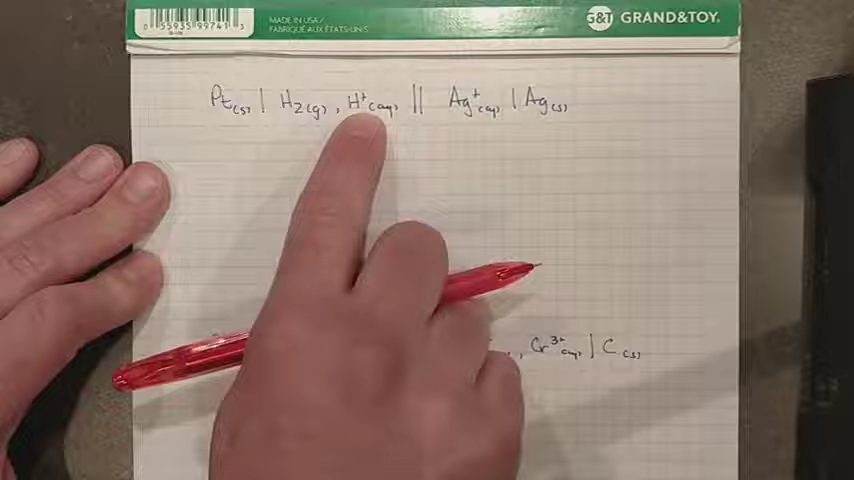 0 55935 99741 3
MADE IN USA /
FABRIQUÉ AUX ÉTATS-UNIS
G&T GRAND&TOY.
Pt(s) | H2(g), H+(aq) || Ag+(aq) | Ag(s)
, Cr3+(aq) | C(s)